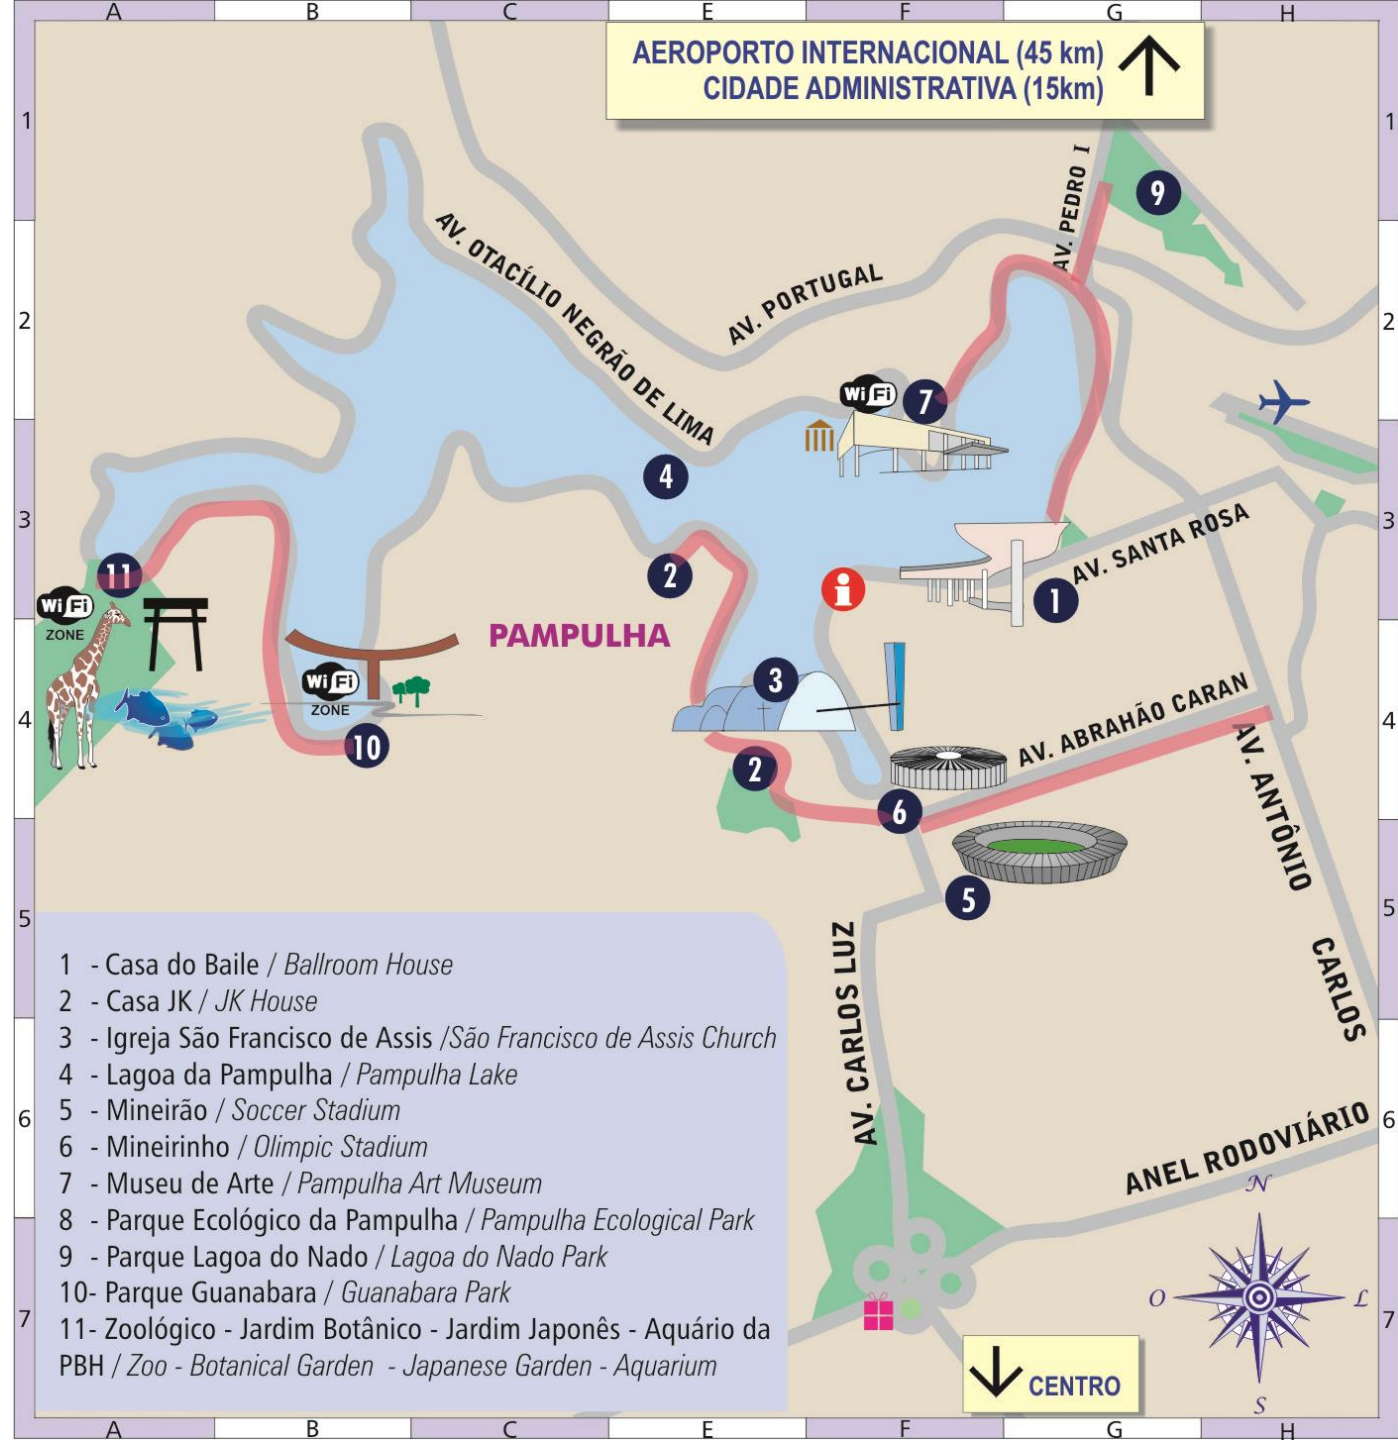 A B C E F G H
AEROPORTO INTERNACIONAL (45 km)
CIDADE ADMINISTRATIVA (15km)
1 1
AV. PEDRO I
9
AV. OTACÍLIO NEGRÃO DE LIMA
AV. PORTUGAL
2 2
Wi Fi
7
4
3 3
AV. SANTA ROSA
11
2
i
1
Wi Fi
ZONE
PAMPULHA
Wi Fi
ZONE
3
4 4
AV. ABRAHÃO CARAN
10
2
6
AV. ANTÔNIO CARLOS
5
5 5
AV. CARLOS LUZ
1 - Casa do Baile / Ballroom House
2 - Casa JK / JK House
3 - Igreja São Francisco de Assis /São Francisco de Assis Church
4 - Lagoa da Pampulha / Pampulha Lake
5 - Mineirão / Soccer Stadium
6 - Mineirinho / Olimpic Stadium
7 - Museu de Arte / Pampulha Art Museum
8 - Parque Ecológico da Pampulha / Pampulha Ecological Park
9 - Parque Lagoa do Nado / Lagoa do Nado Park
10- Parque Guanabara / Guanabara Park
11- Zoológico - Jardim Botânico - Jardim Japonês - Aquário da
PBH / Zoo - Botanical Garden - Japanese Garden - Aquarium
6 6
ANEL RODOVIÁRIO
N
O L
S
7 7
CENTRO
A B C E F G H